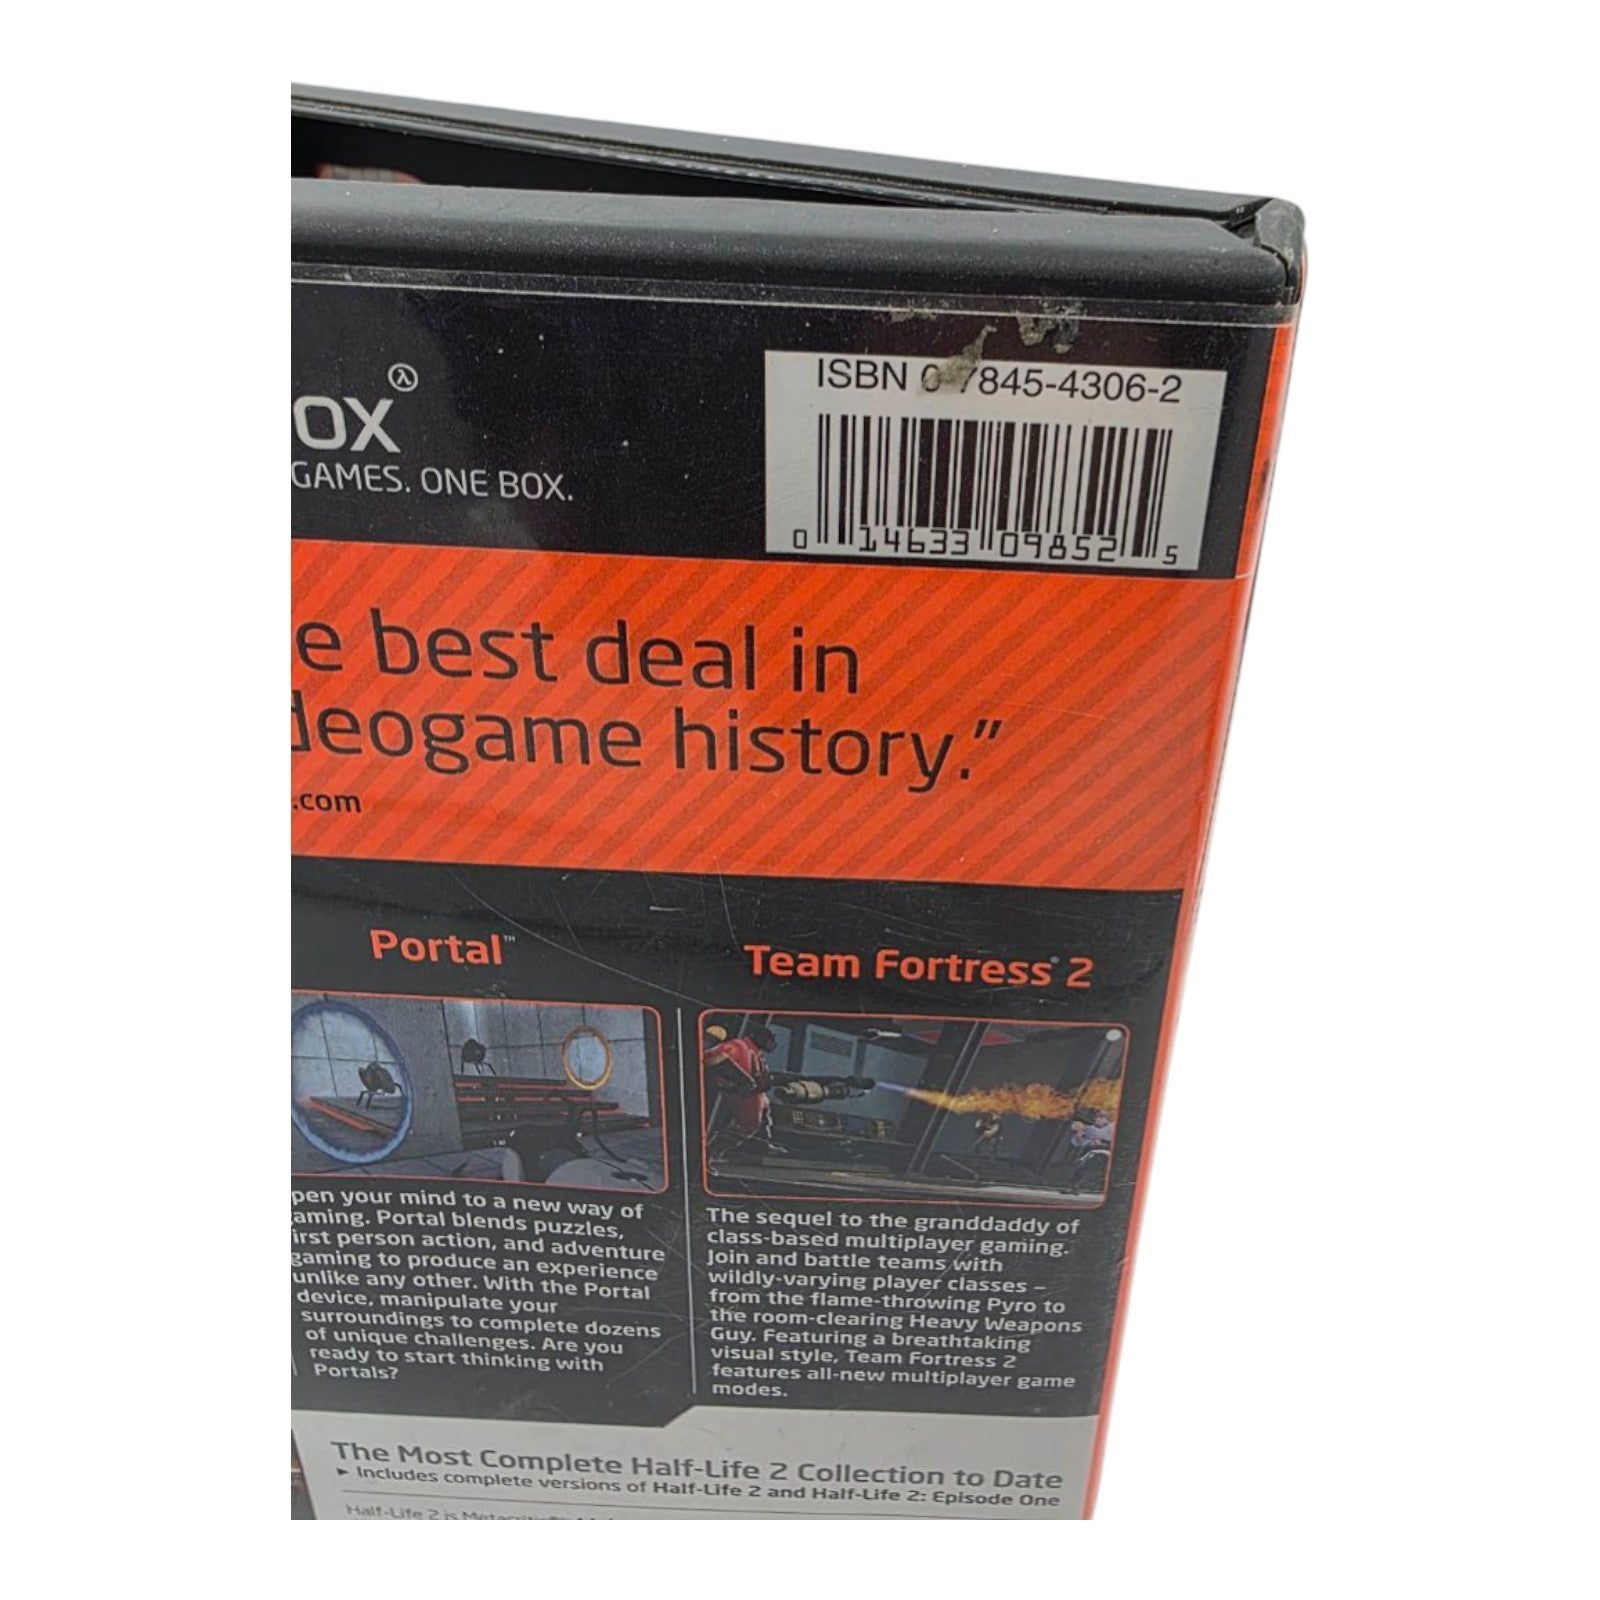 ISBN 0-7845-4306-2
OX
GAMES. ONE BOX.
0 14633 09852 5
e best deal in
deogame history."
.com
Portal™
Team Fortress® 2
pen your mind to a new way of
aming. Portal blends puzzles,
irst person action, and adventure
gaming to produce an experience
unlike any other. With the Portal
device, manipulate your
surroundings to complete dozens
of unique challenges. Are you
ready to start thinking with
Portals?
The sequel to the granddaddy of
class-based multiplayer gaming.
Join and battle teams with
wildly-varying player classes –
from the flame-throwing Pyro to
the room-clearing Heavy Weapons
Guy. Featuring a breathtaking
visual style, Team Fortress 2
features all-new multiplayer game
modes.
The Most Complete Half-Life 2 Collection to Date
► Includes complete versions of Half-Life 2 and Half-Life 2: Episode One
Half-Life 2 is